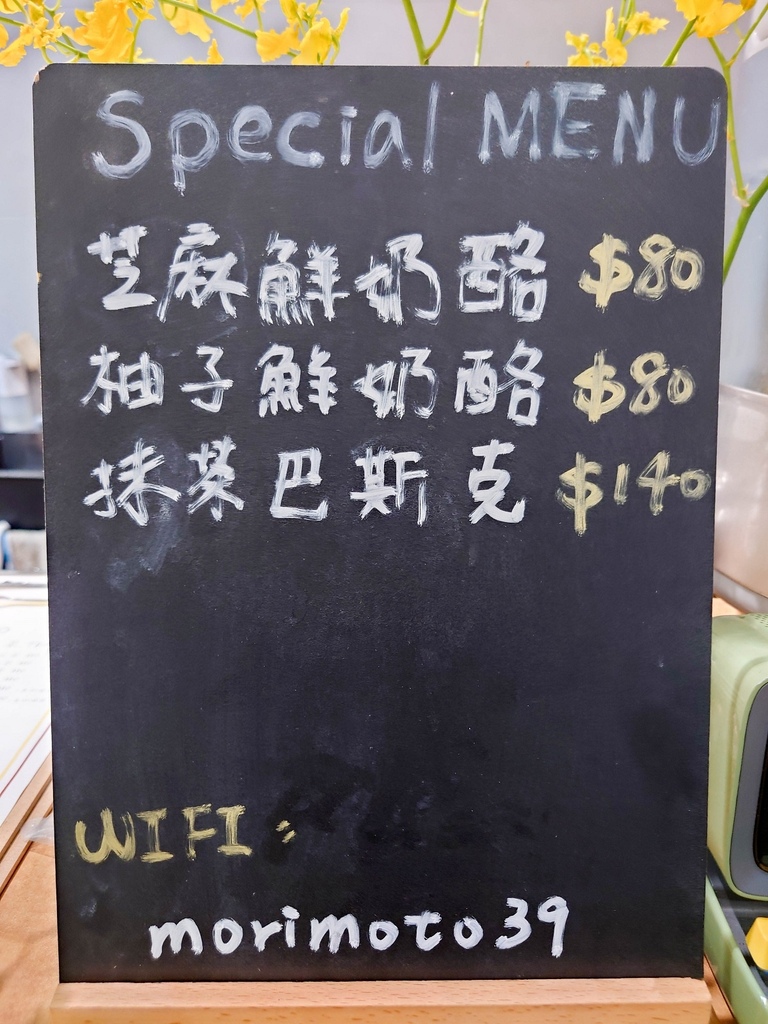 Special MENU
芝麻鮮奶酪 $80
柚子鮮奶酪 $80
抹茶巴斯克 $140
WIFI:
morimoto39